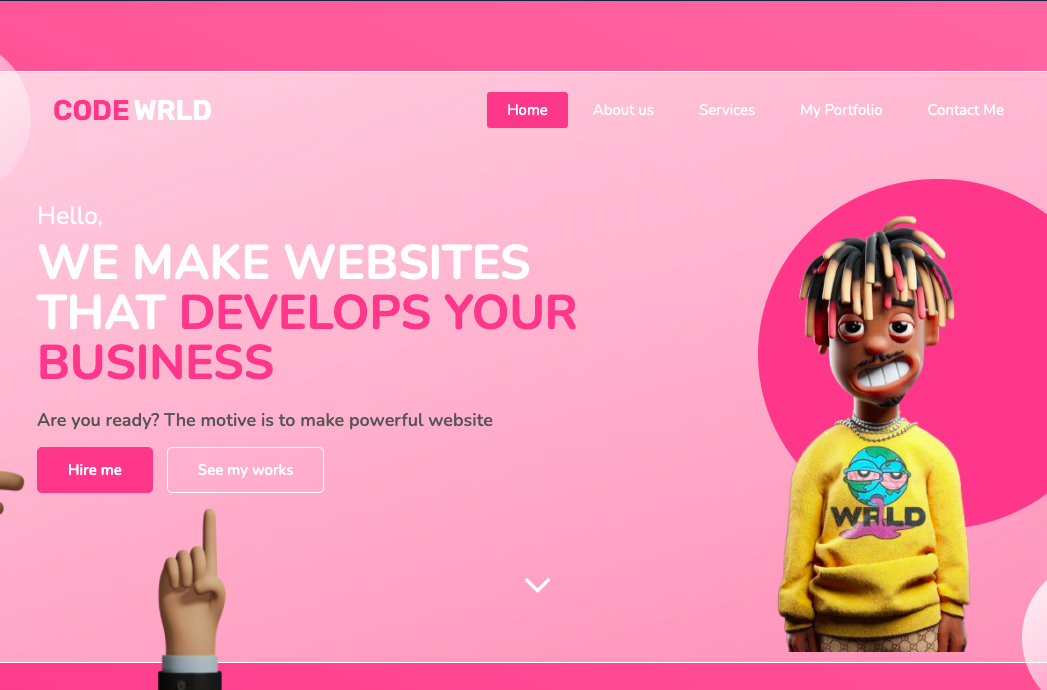 CODE WRLD
Home About us Services My Portfolio Contact Me
Hello,
WE MAKE WEBSITES
THAT DEVELOPS YOUR
BUSINESS
Are you ready? The motive is to make powerful website
Hire me See my works
WRLD